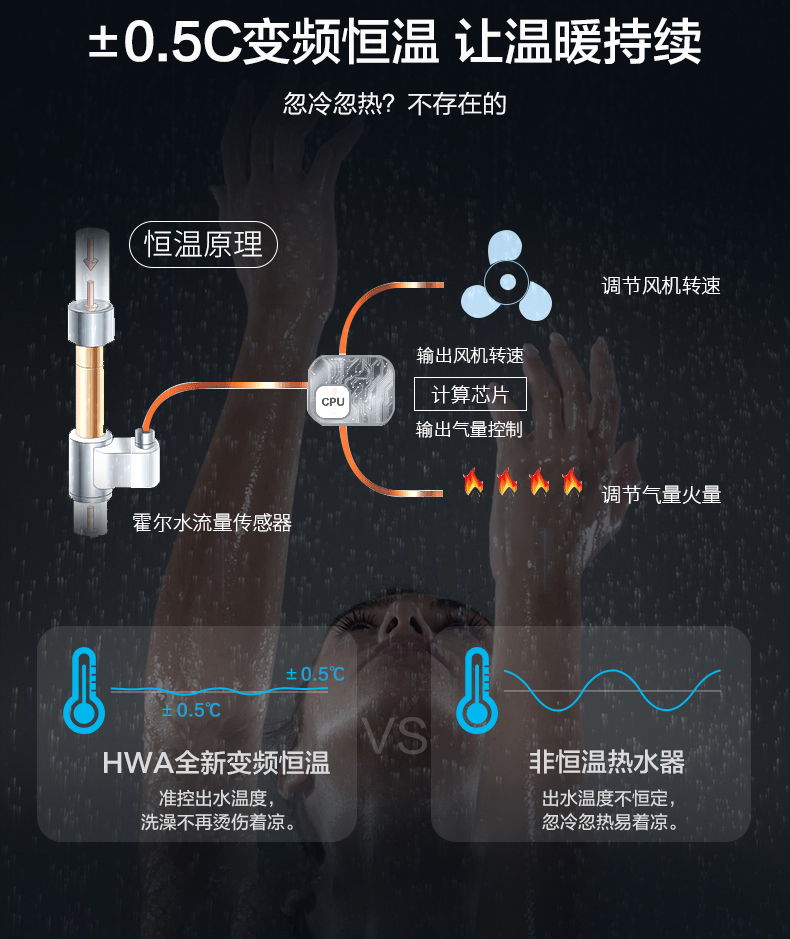 ±0.5C变频恒温 让温暖持续
忽冷忽热？不存在的
恒温原理
调节风机转速
输出风机转速
CPU
计算芯片
输出气量控制
调节气量火量
霍尔水流量传感器
±0.5℃
±0.5℃
VS
HWA全新变频恒温
准控出水温度，
洗澡不再烫伤着凉。
非恒温热水器
出水温度不恒定，
忽冷忽热易着凉。